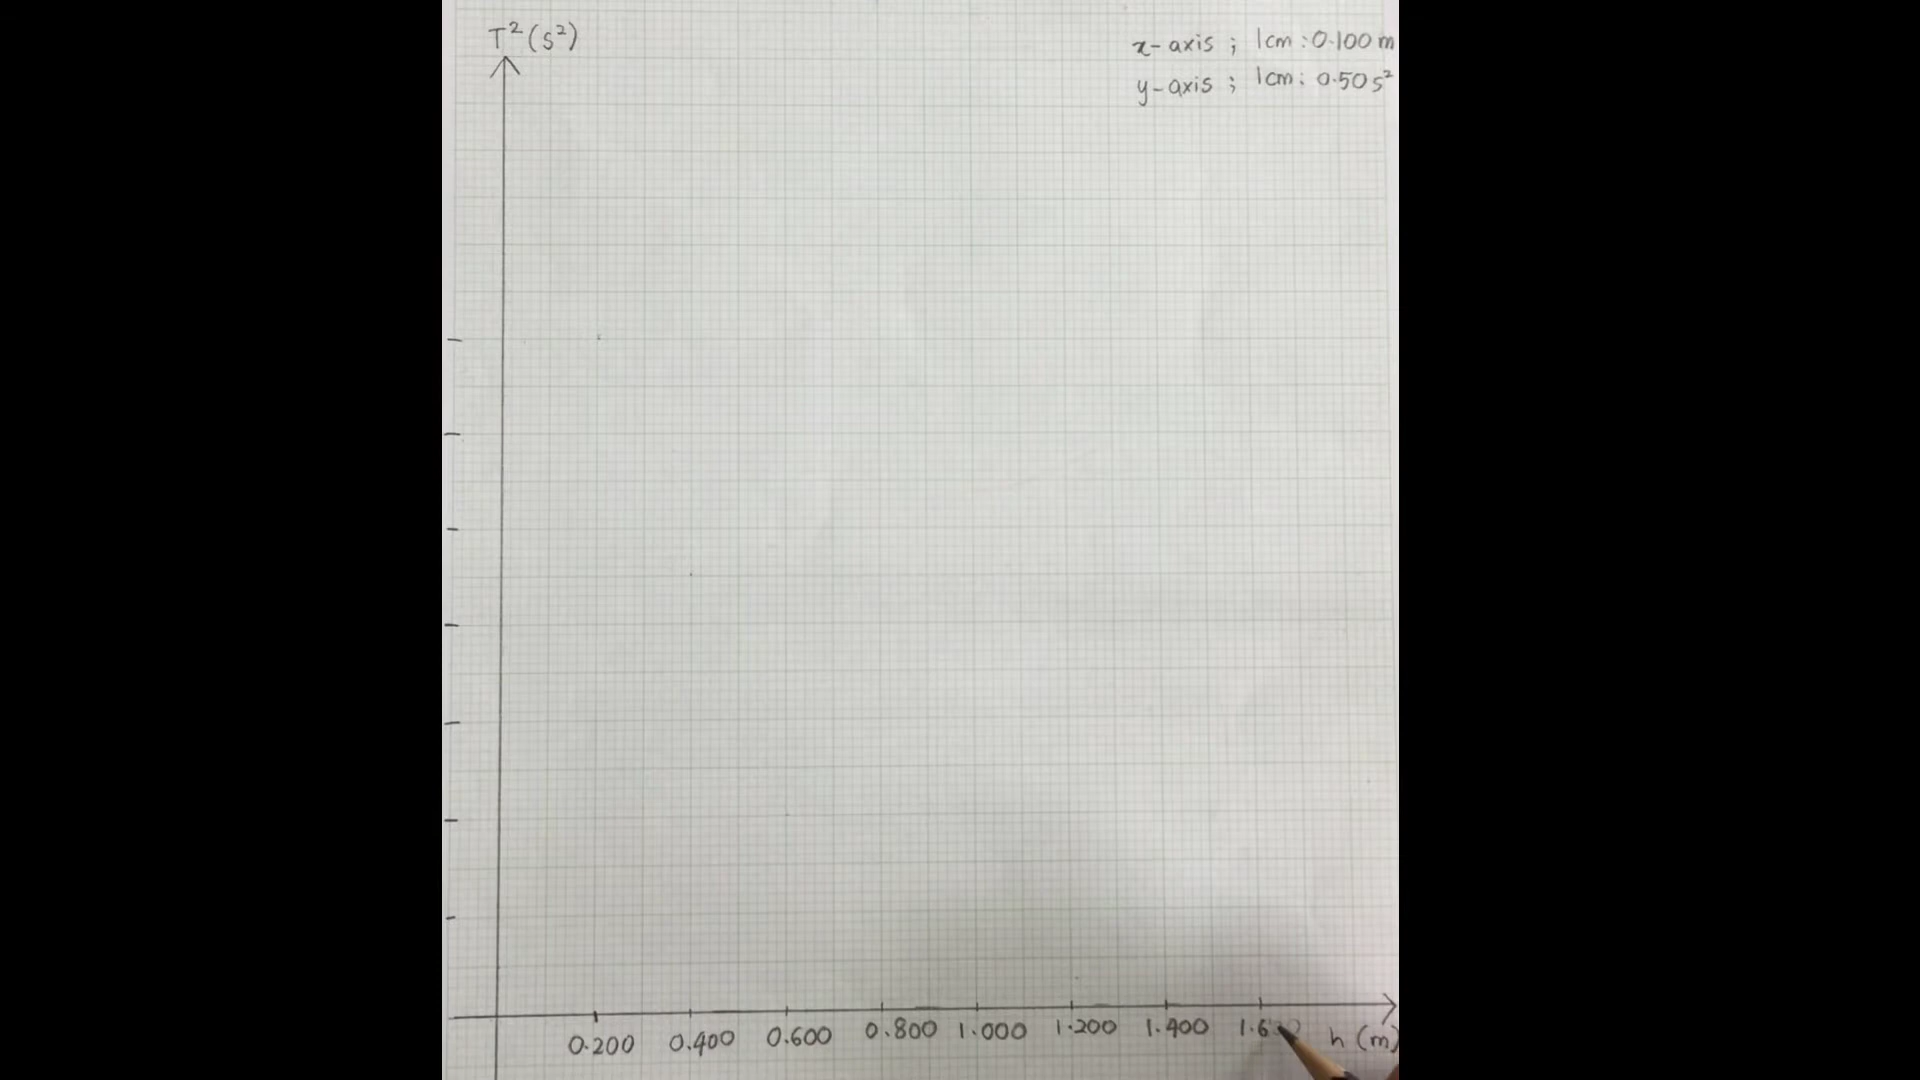 T²(s²)
x-axis ; 1cm : 0.100 m
y-axis ; 1cm : 0.50 s²
0.200 0.400 0.600 0.800 1.000 1.200 1.400 h (m)